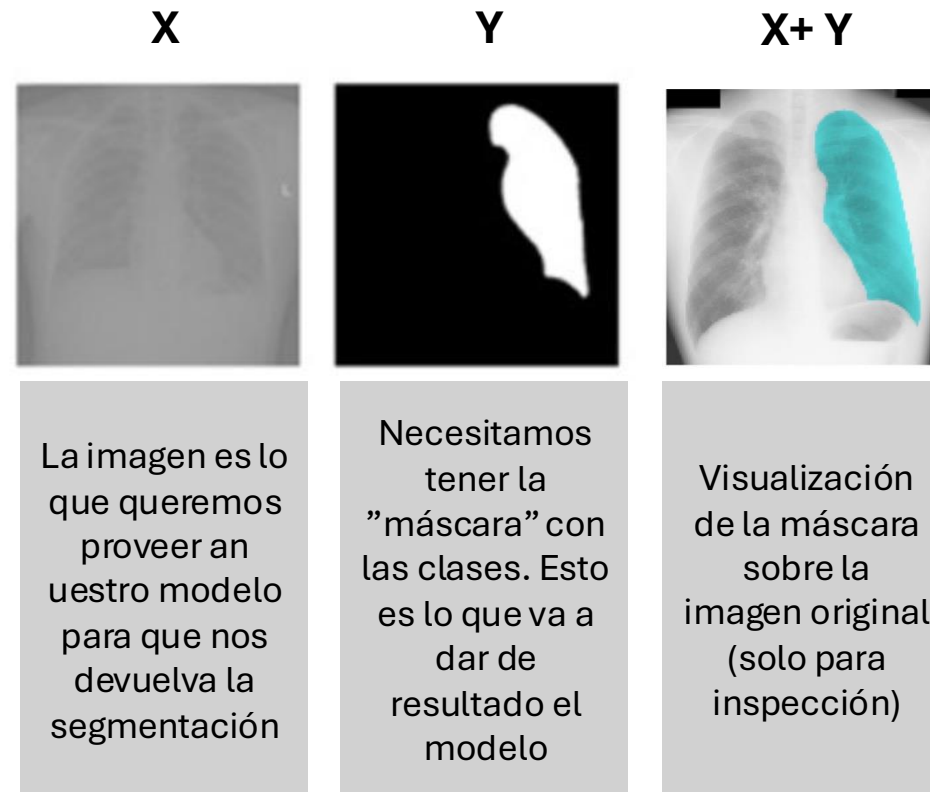 X
Y
X+ Y
La imagen es lo
que queremos
proveer an
uestro modelo
para que nos
devuelva la
segmentación
Necesitamos
tener la
”máscara” con
las clases. Esto
es lo que va a
dar de
resultado el
modelo
Visualización
de la máscara
sobre la
imagen original
(solo para
inspección)